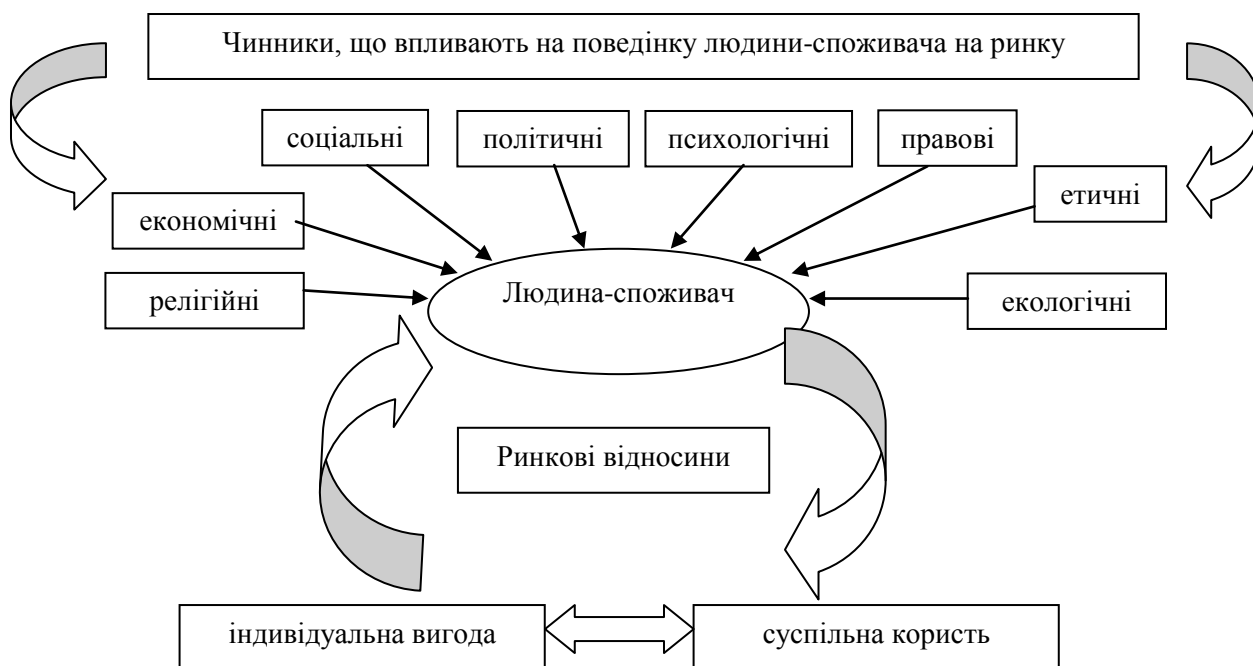 Чинники, що впливають на поведінку людини-споживача на ринку
соціальні
політичні
психологічні
правові
економічні
етичні
релігійні
Людина-споживач
екологічні
Ринкові відносини
індивідуальна вигода
суспільна користь